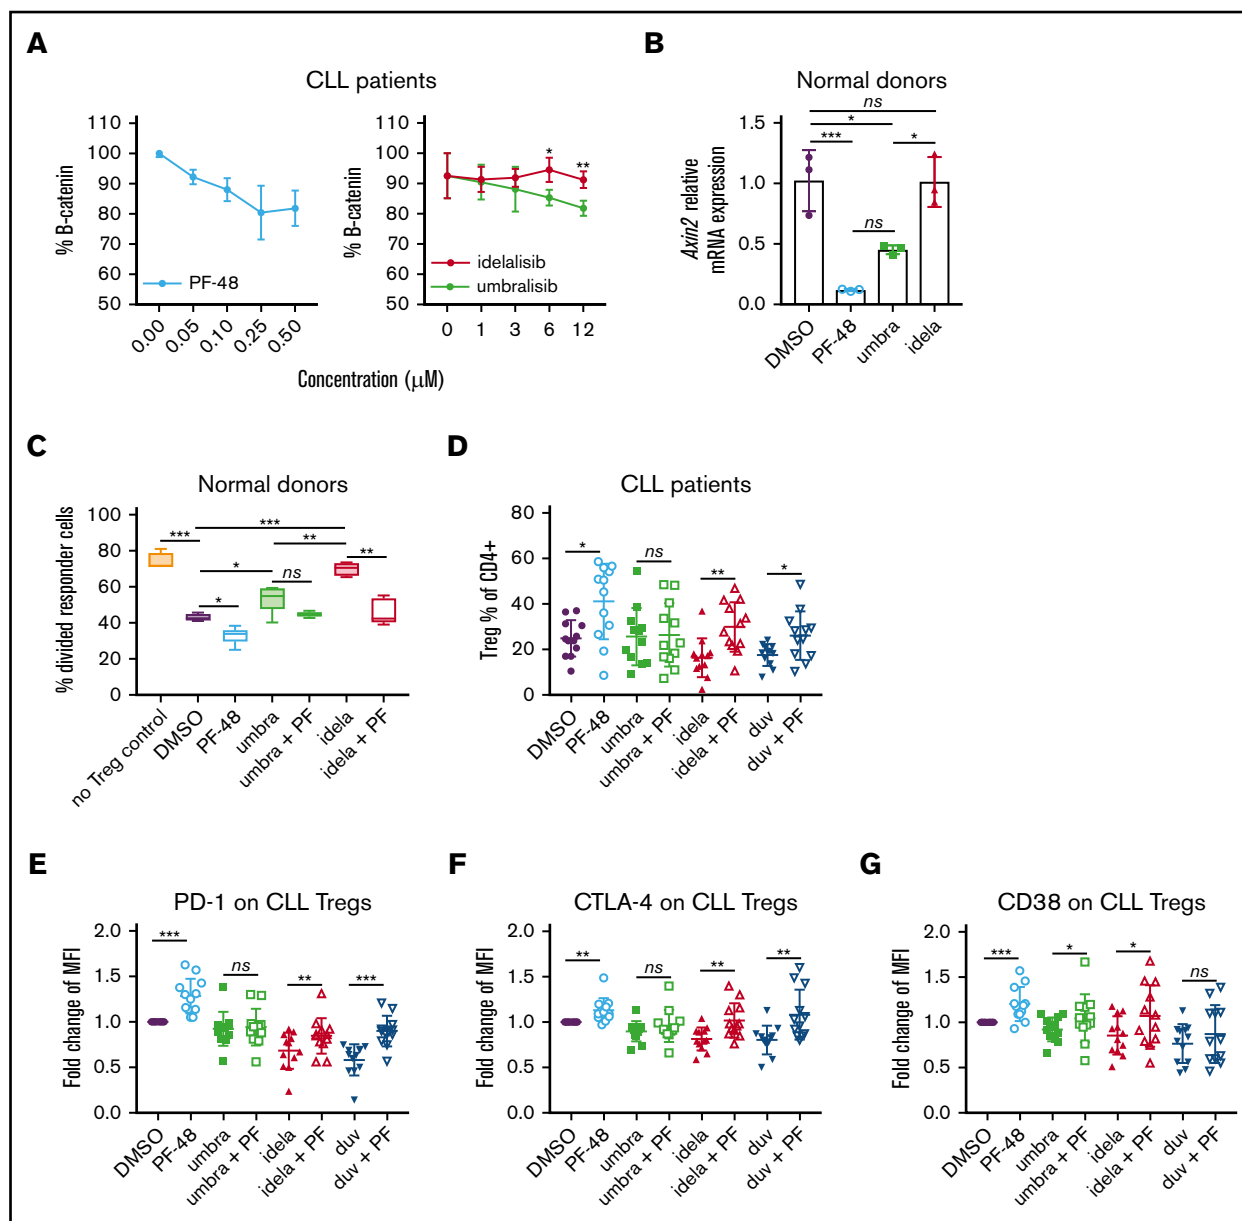 A
CLL patients
% B-catenin
110
100
90
80
70
60
50
PF-48
0.00
0.05
0.10
0.25
0.50
% B-catenin
110
100
90
80
70
60
50
*
**
idelalisib
umbralisib
0
1
3
6
12
Concentration (μM)
B
Normal donors
Axin2 relative
mRNA expression
1.5
1.0
0.5
0.0
ns
*
***
*
ns
DMSO
PF-48
umbra
idela
C
Normal donors
% divided responder cells
100
80
60
40
20
0
***
***
**
*
ns
**
*
no Treg control
DMSO
PF-48
umbra
umbra + PF
idela
idela + PF
D
CLL patients
Treg % of CD4+
80
60
40
20
0
*
ns
**
*
DMSO
PF-48
umbra
umbra + PF
idela
idela + PF
duv
duv + PF
E
PD-1 on CLL Tregs
Fold change of MFI
2.0
1.5
1.0
0.5
0.0
***
ns
**
***
DMSO
PF-48
umbra
umbra + PF
idela
idela + PF
duv
duv + PF
F
CTLA-4 on CLL Tregs
Fold change of MFI
2.0
1.5
1.0
0.5
0.0
**
ns
**
**
DMSO
PF-48
umbra
umbra + PF
idela
idela + PF
duv
duv + PF
G
CD38 on CLL Tregs
Fold change of MFI
2.0
1.5
1.0
0.5
0.0
***
*
*
ns
DMSO
PF-48
umbra
umbra + PF
idela
idela + PF
duv
duv + PF